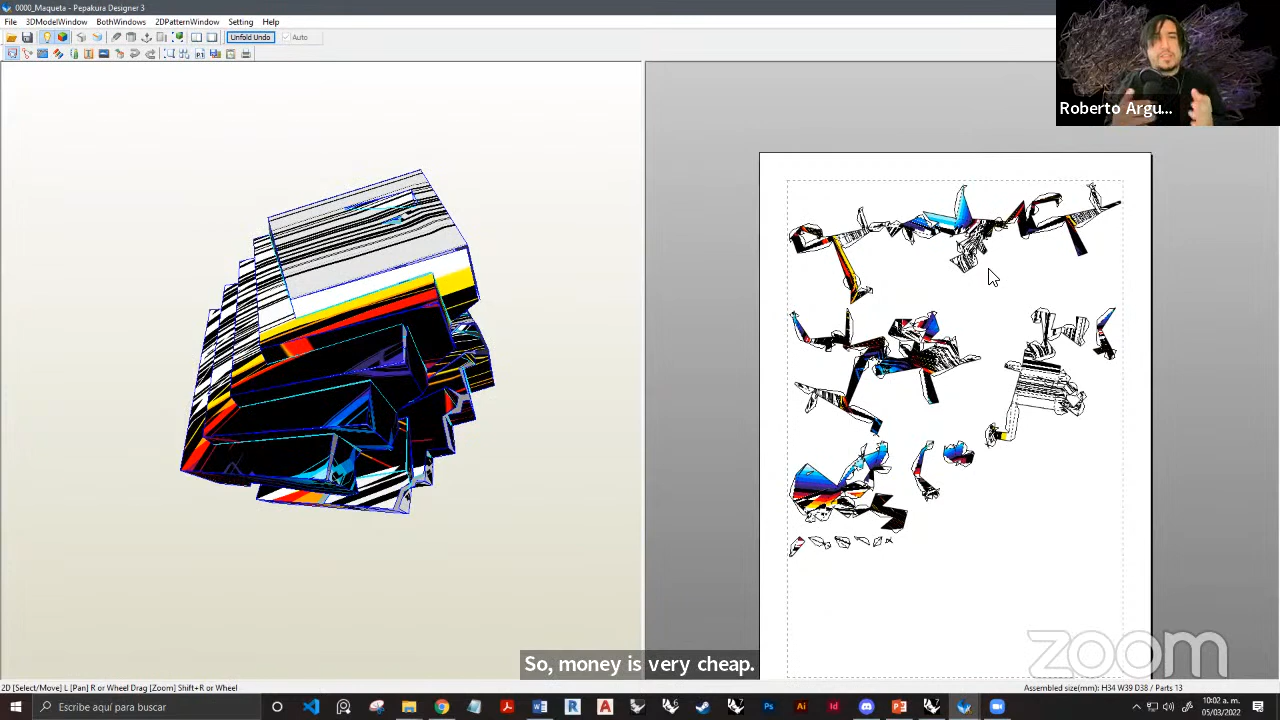 0000_Maqueta - Pepakura Designer 3
File 3DModelWindow BothWindows 2DPatternWindow Setting Help
Unfold Undo Auto
Roberto Argu...
So, money is very cheap.
zoom
2D [Select/Move] L [Pan] R or Wheel Drag [Zoom] Shift+R or Wheel
Assembled size(mm): H34 W39 D38 / Parts 13
Escribe aquí para buscar
10:02 a. m.
05/03/2022